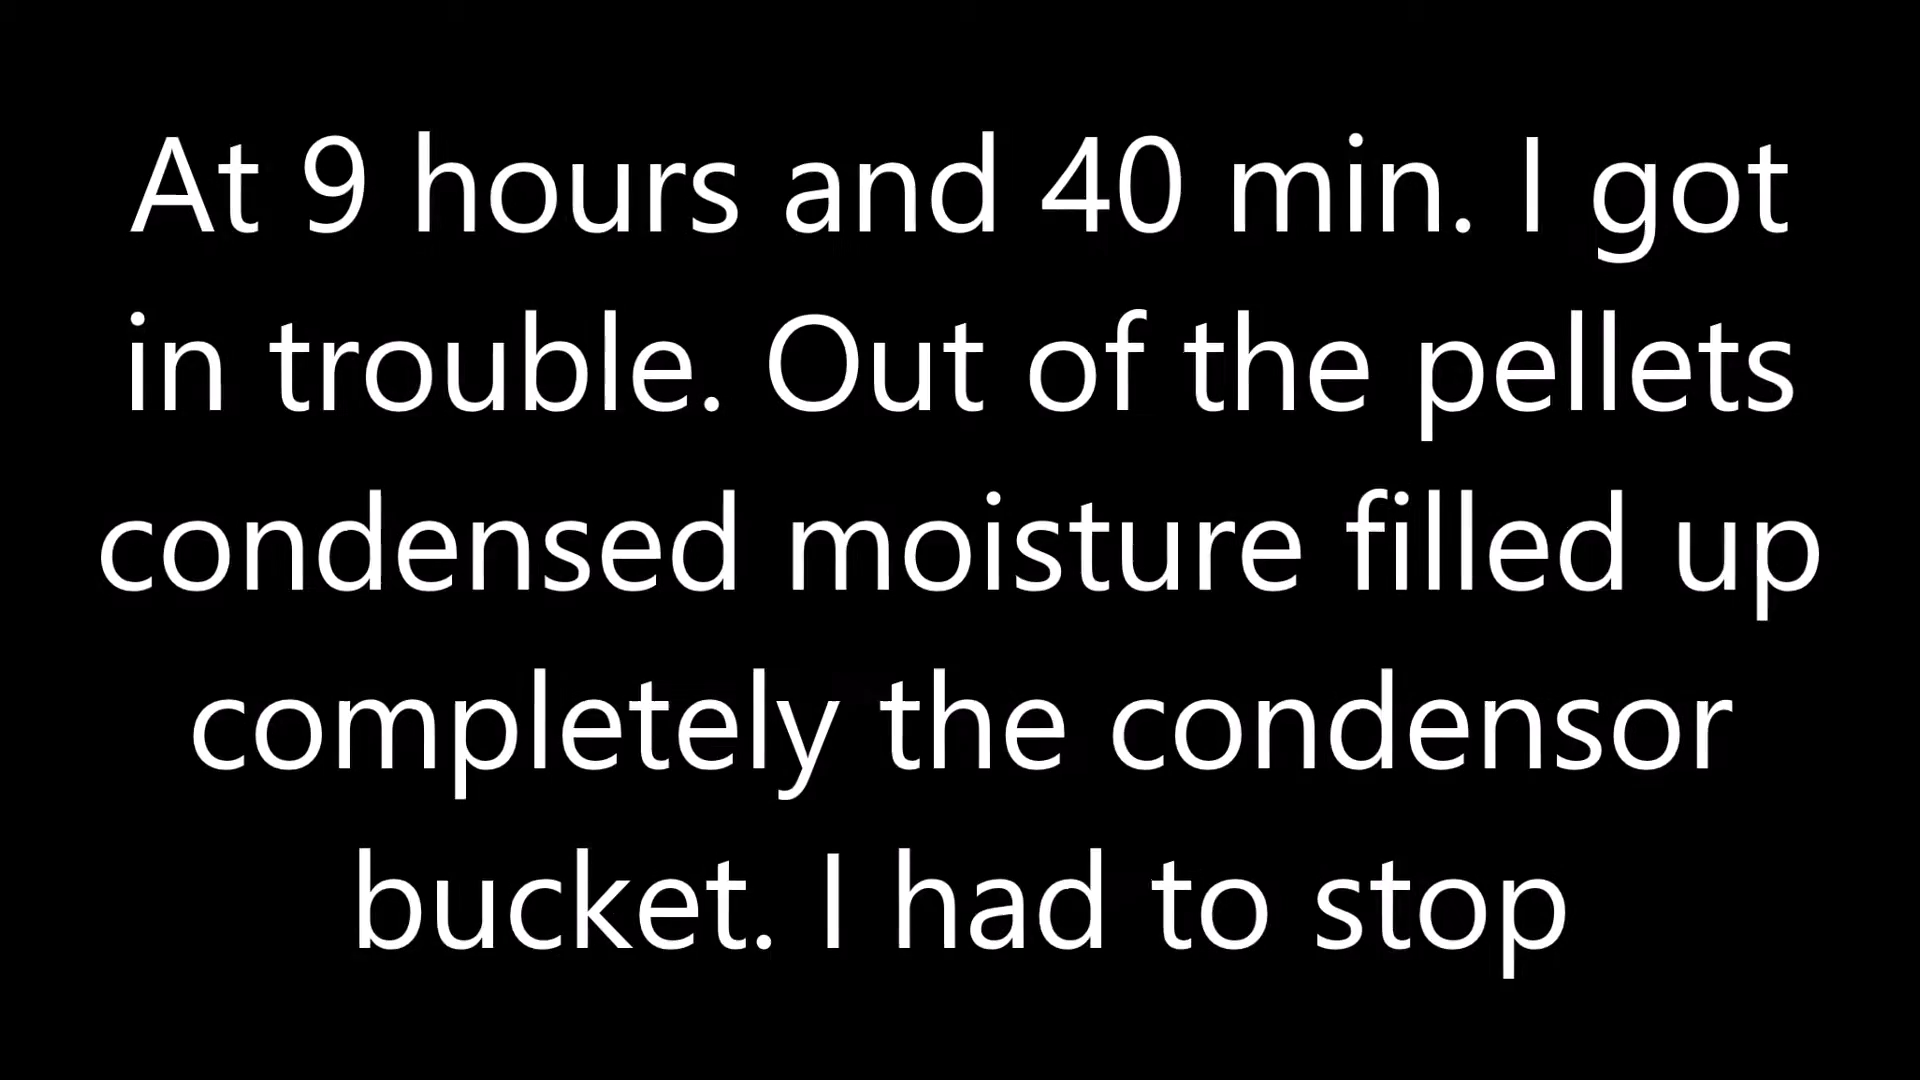 At 9 hours and 40 min. I got
in trouble. Out of the pellets
condensed moisture filled up
completely the condensor
bucket. I had to stop